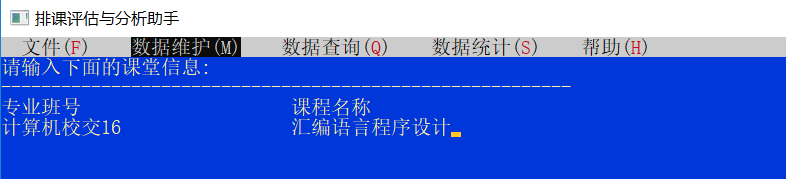 排课评估与分析助手
文件(F) 数据维护(M) 数据查询(Q) 数据统计(S) 帮助(H)
请输入下面的课堂信息:
---------------------------------------------------------
专业班号 课程名称
计算机校交16 汇编语言程序设计